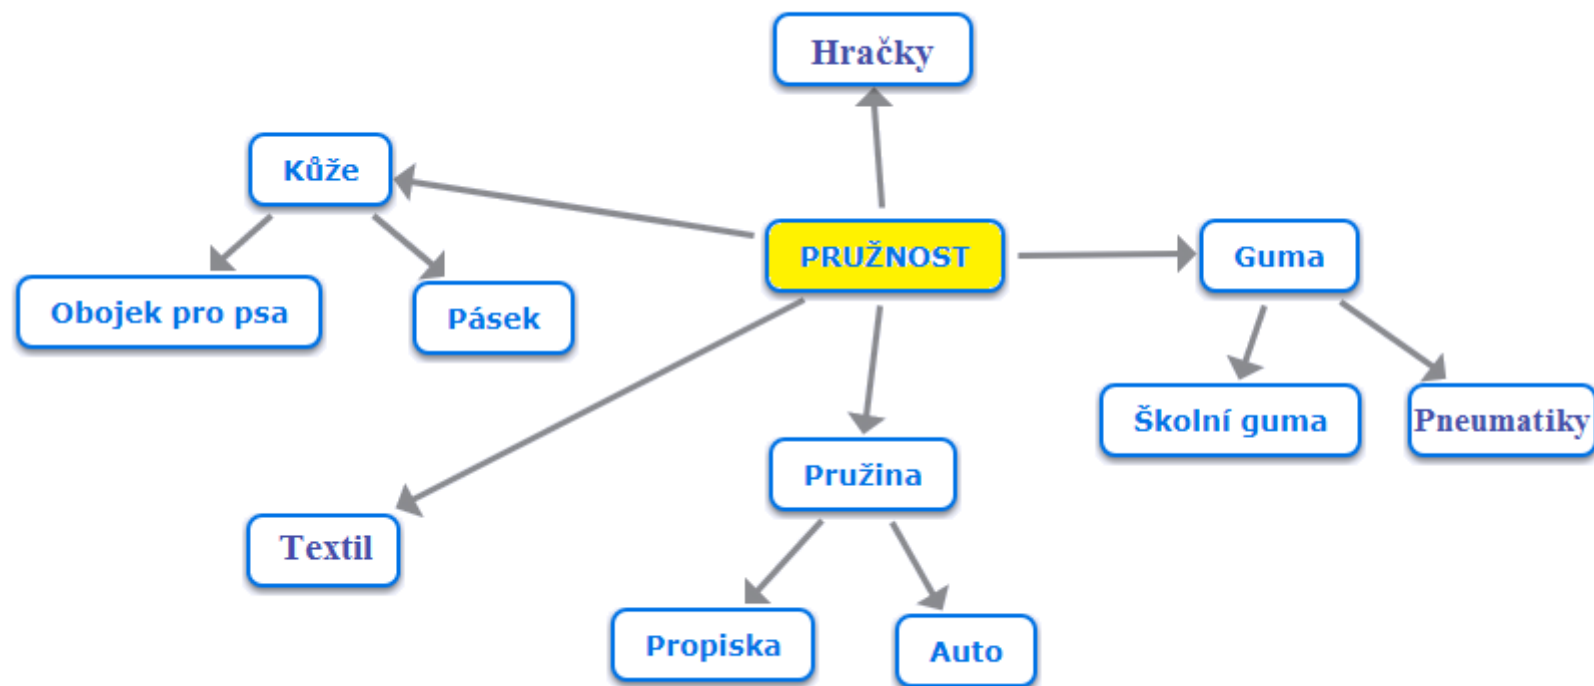 Hračky
Kůže
PRUŽNOST
Guma
Obojek pro psa
Pásek
Školní guma
Pneumatiky
Pružina
Textil
Propiska
Auto